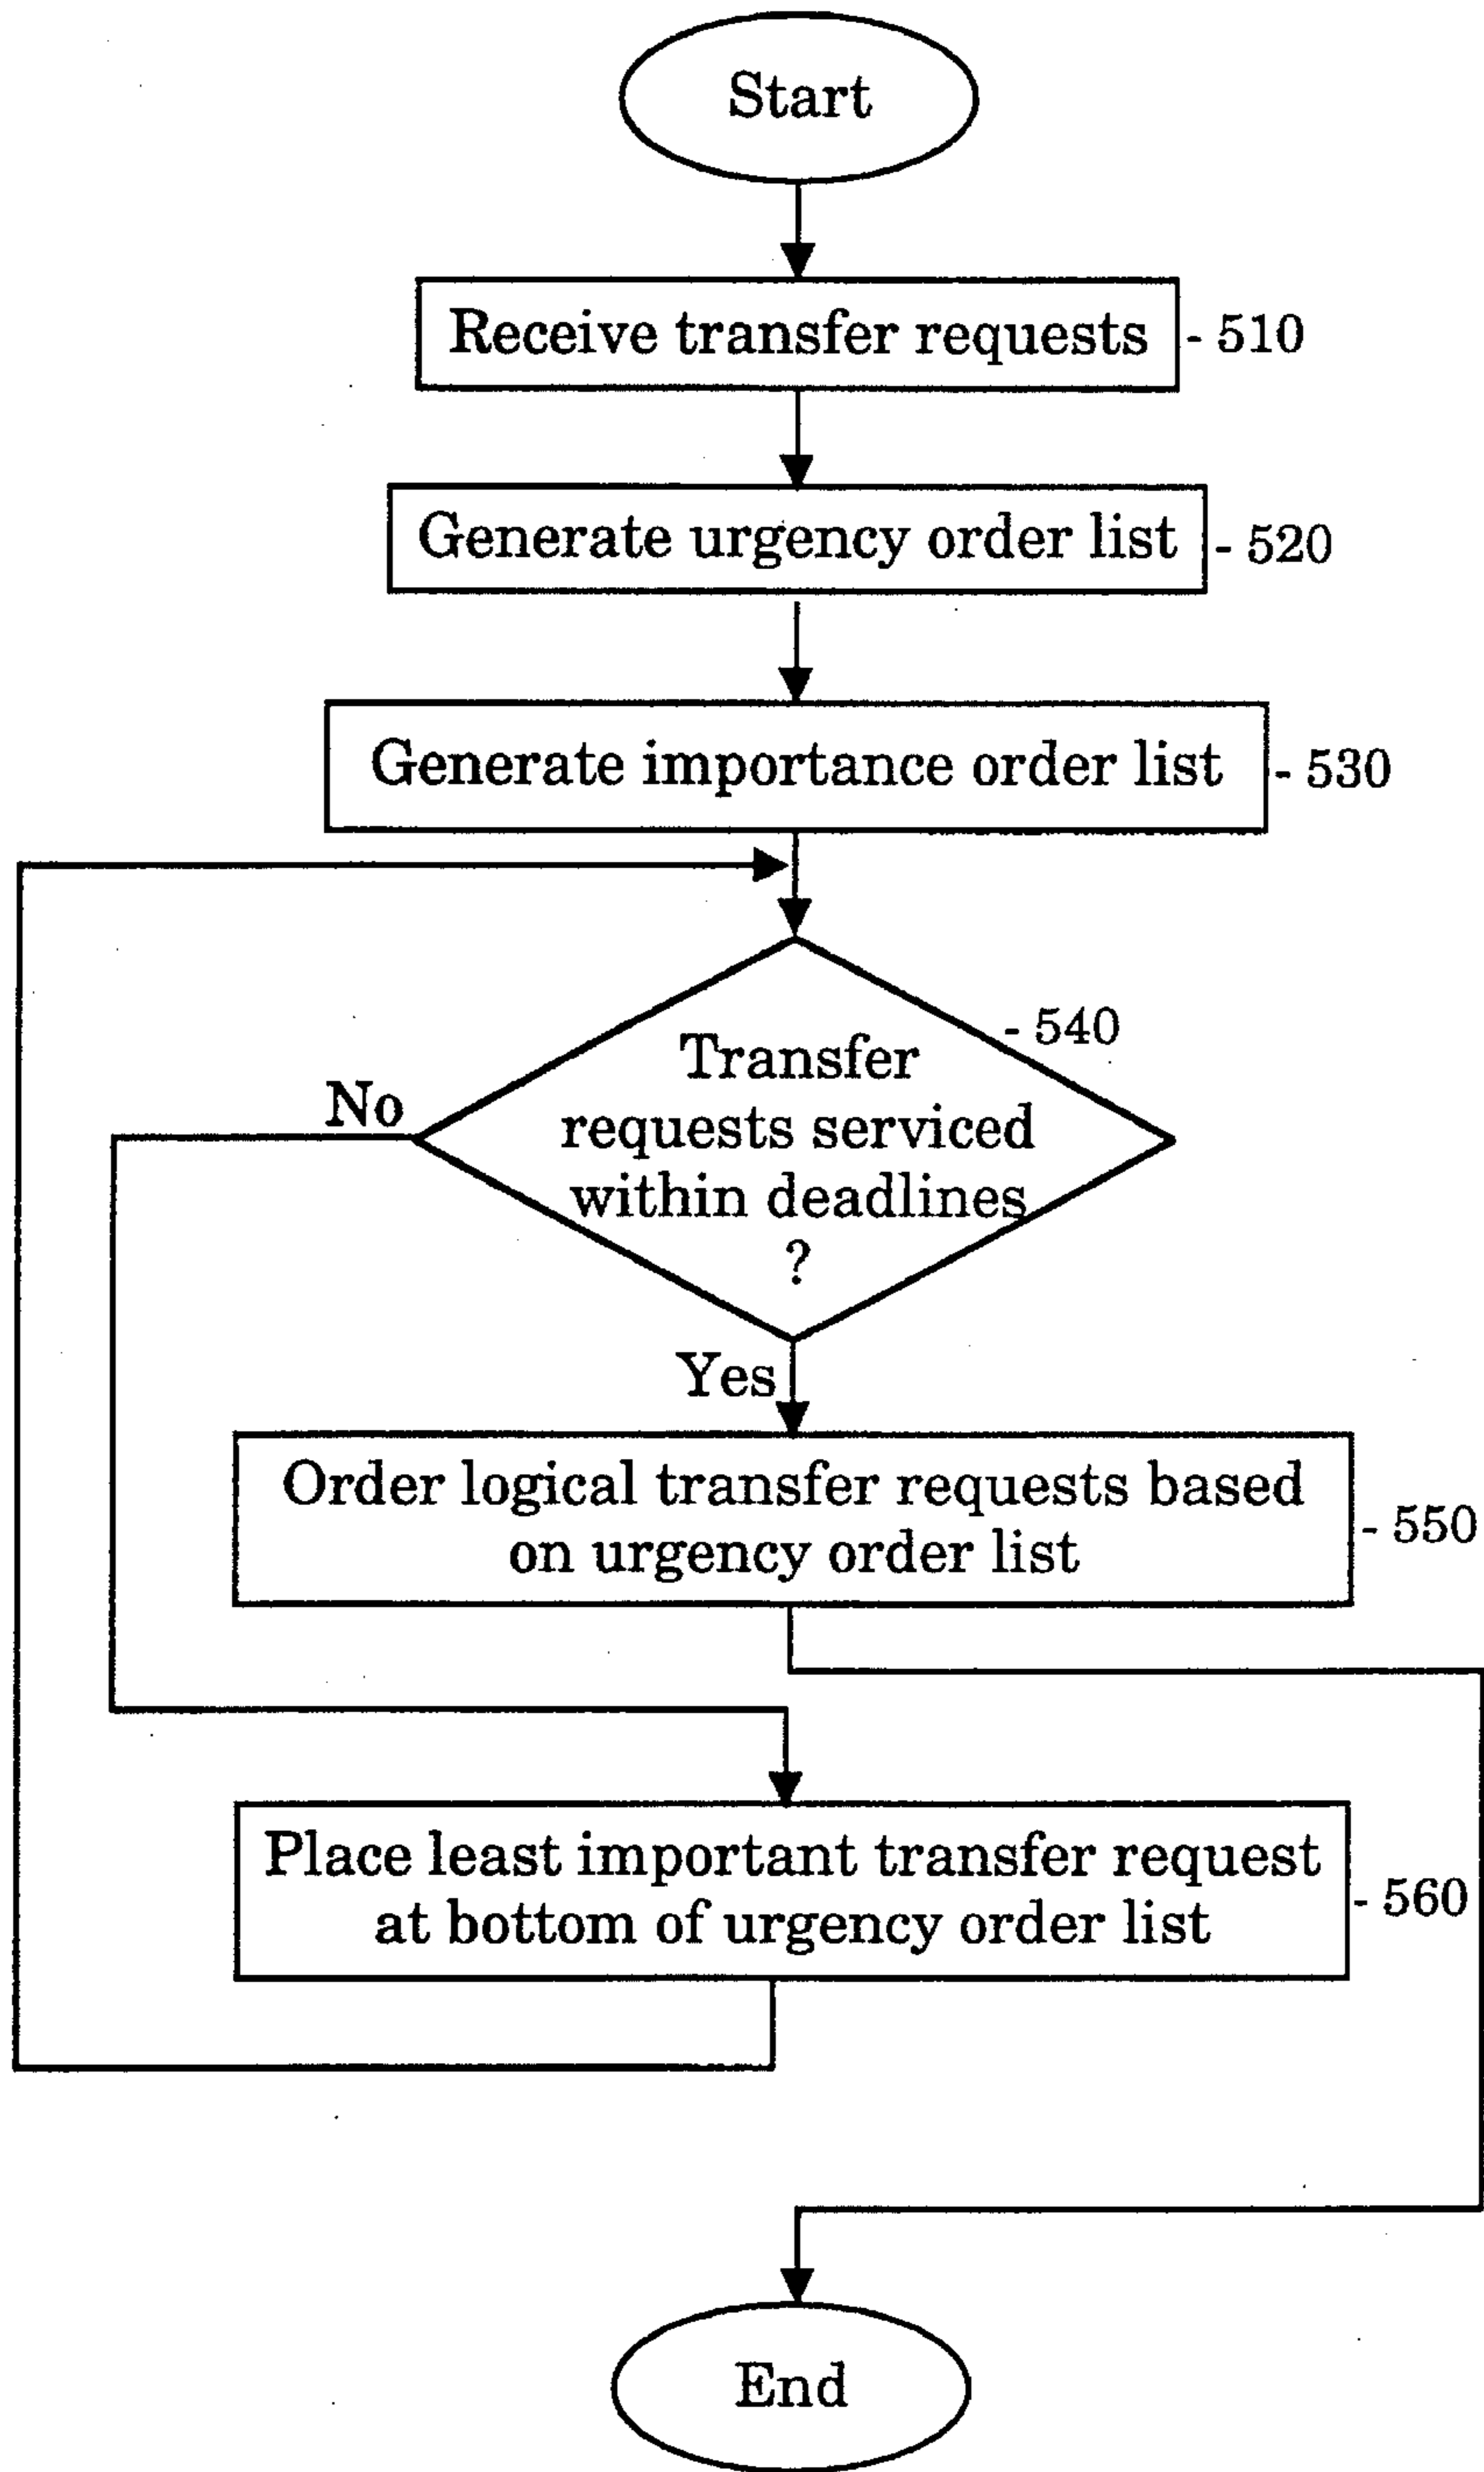 Start
Receive transfer requests - 510
Generate urgency order list - 520
Generate importance order list - 530
- 540
Transfer
requests serviced
within deadlines
?
No
Yes
Order logical transfer requests based
on urgency order list
- 550
Place least important transfer request
at bottom of urgency order list
- 560
End